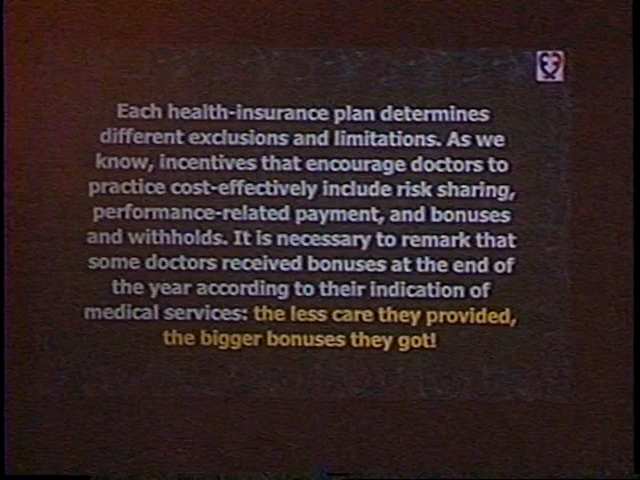 Each health-insurance plan determines
different exclusions and limitations. As we
know, incentives that encourage doctors to
practice cost-effectively include risk sharing,
performance-related payment, and bonuses
and withholds. It is necessary to remark that
some doctors received bonuses at the end of
the year according to their indication of
medical services: the less care they provided,
the bigger bonuses they got!